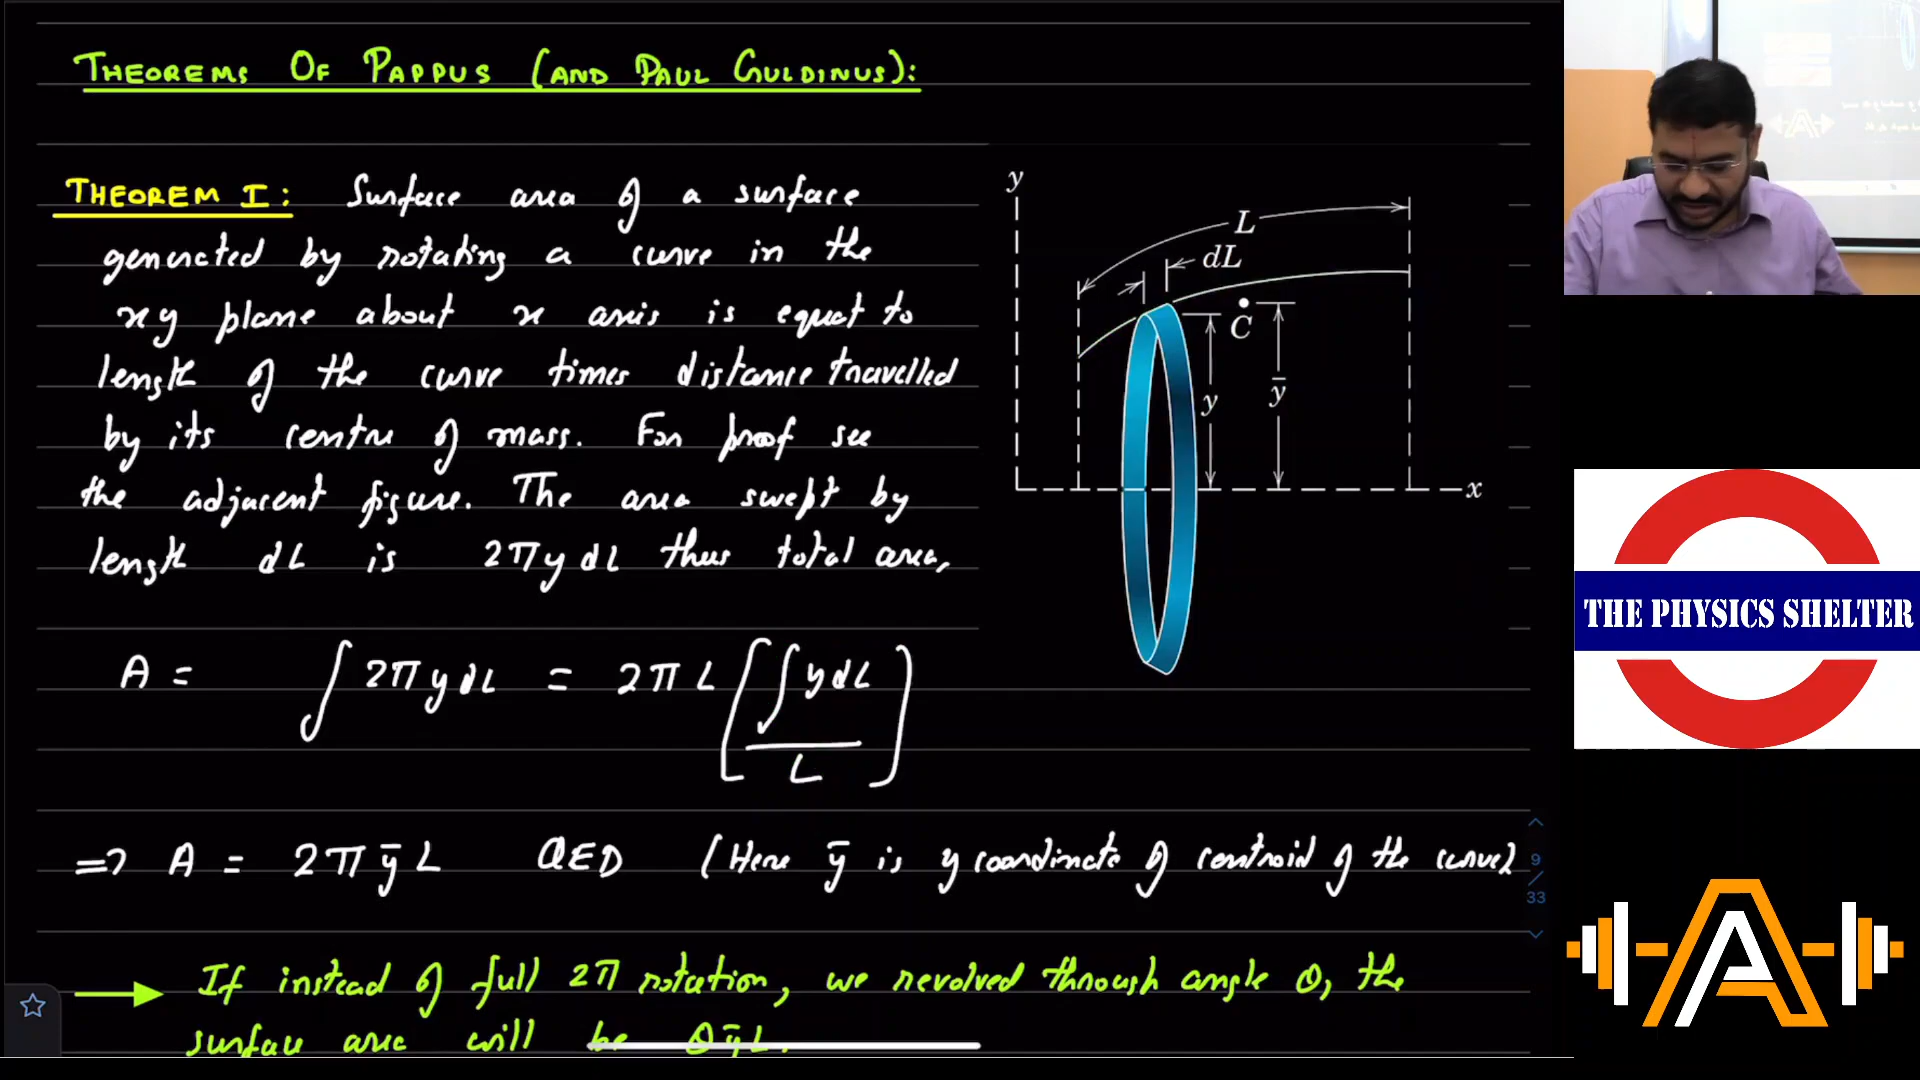 THEOREMS OF PAPPUS (AND PAUL GULDINUS):
THEOREM I: Surface area of a surface
generated by rotating a curve in the
xy plane about x axis is equal to
length of the curve times distance travelled
by its centre of mass. For proof see
the adjacent figure. The area swept by
length dL is 2πy dL thus total area,
A = ∫ 2πy dL = 2πL [∫ y dL / L]
=> A = 2π ȳ L QED (Here ȳ is y coordinate of centroid of the curve)
If instead of full 2π rotation, we revolved through angle θ, the
surface area will be θ ȳ L.
y
L
dL
C
y
ȳ
x
9
/
33
THE PHYSICS SHELTER